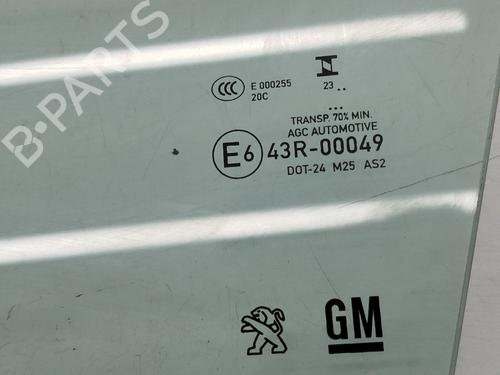 B-PARTS
CCC E 000255
20C
23 ..
...
TRANSP. 70% MIN.
AGC AUTOMOTIVE
E6 43R-00049
DOT-24 M25 AS2
GM